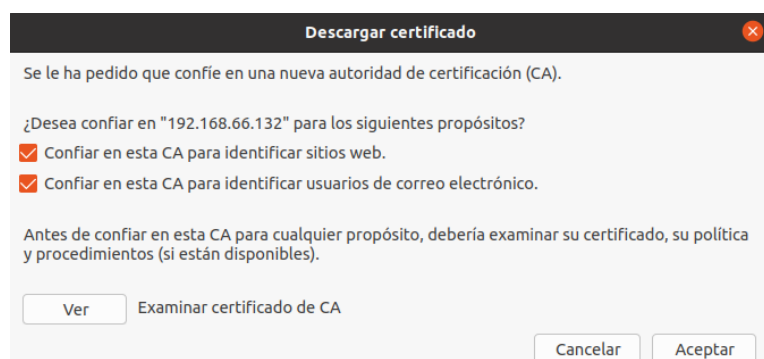 Descargar certificado
Se le ha pedido que confíe en una nueva autoridad de certificación (CA).
¿Desea confiar en "192.168.66.132" para los siguientes propósitos?
Confiar en esta CA para identificar sitios web.
Confiar en esta CA para identificar usuarios de correo electrónico.
Antes de confiar en esta CA para cualquier propósito, debería examinar su certificado, su política
y procedimientos (si están disponibles).
Ver Examinar certificado de CA
Cancelar Aceptar